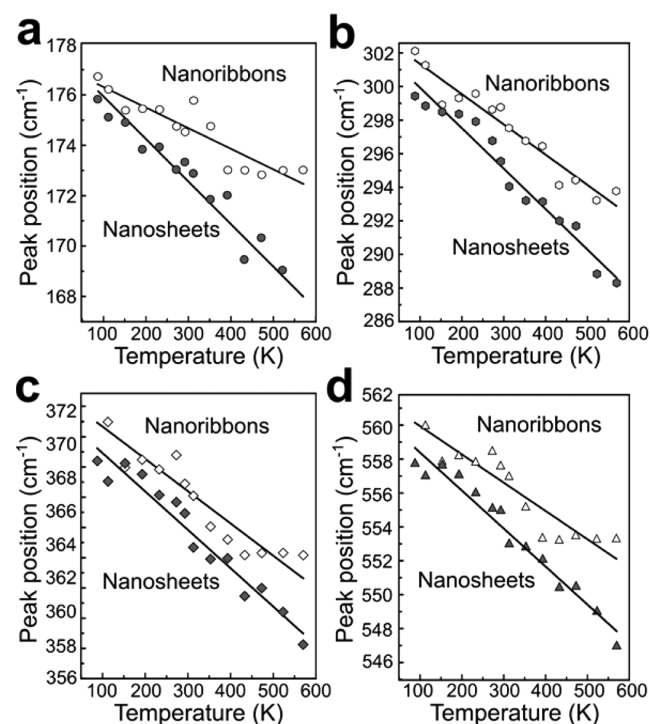 a
178
176
174
172
170
168
Peak position (cm-1)
Nanoribbons
Nanosheets
100 200 300 400 500 600
Temperature (K)
b
302
300
298
296
294
292
290
288
286
Peak position (cm-1)
Nanoribbons
Nanosheets
100 200 300 400 500 600
Temperature (K)
c
372
370
368
366
364
362
360
358
356
Peak position (cm-1)
Nanoribbons
Nanosheets
100 200 300 400 500 600
Temperature (K)
d
562
560
558
556
554
552
550
548
546
Peak position (cm-1)
Nanoribbons
Nanosheets
100 200 300 400 500 600
Temperature (K)